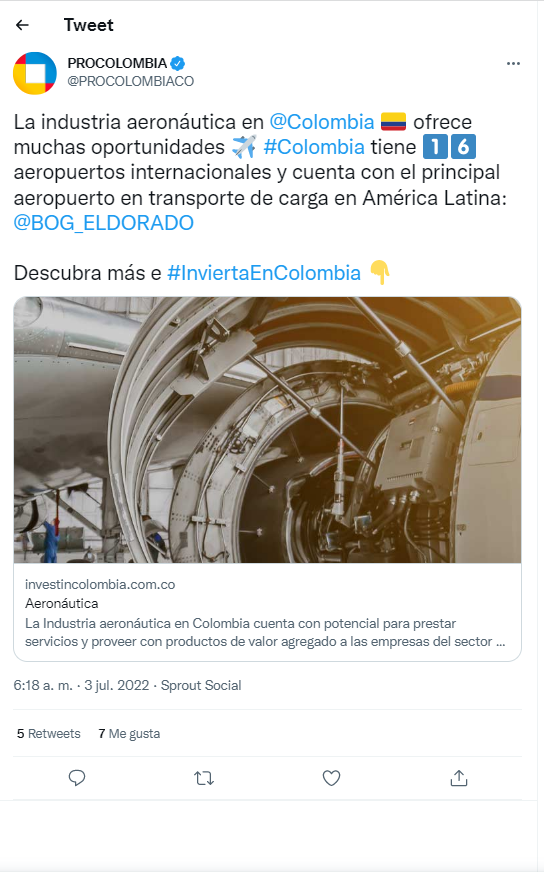 Tweet
PROCOLOMBIA
@PROCOLOMBIACO
La industria aeronáutica en @Colombia 🇨🇴 ofrece
muchas oportunidades ✈️ #Colombia tiene 1️⃣6️⃣
aeropuertos internacionales y cuenta con el principal
aeropuerto en transporte de carga en América Latina:
@BOG_ELDORADO
Descubra más e #InviertaEnColombia 👇
investincolombia.com.co
Aeronáutica
La Industria aeronáutica en Colombia cuenta con potencial para prestar
servicios y proveer con productos de valor agregado a las empresas del sector ...
6:18 a. m. · 3 jul. 2022 · Sprout Social
5 Retweets 7 Me gusta